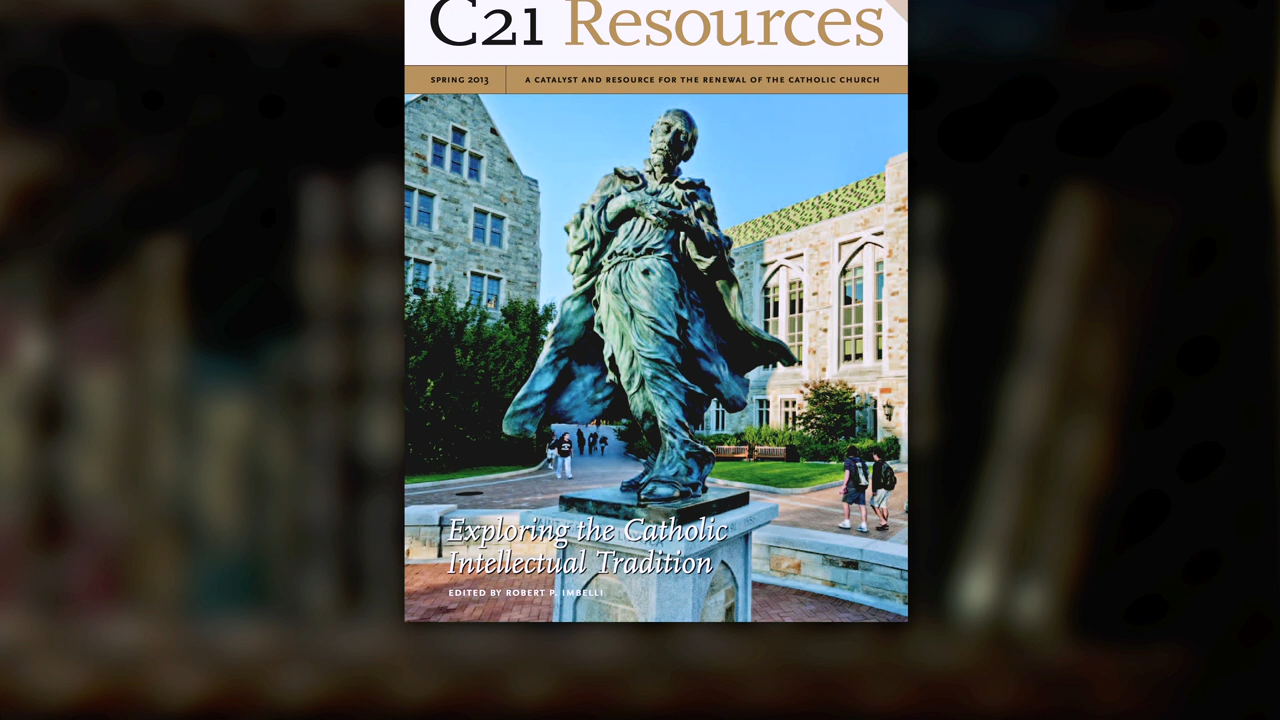 C21 Resources
SPRING 2013
A CATALYST AND RESOURCE FOR THE RENEWAL OF THE CATHOLIC CHURCH
Exploring the Catholic
Intellectual Tradition
EDITED BY ROBERT P. IMBELLI